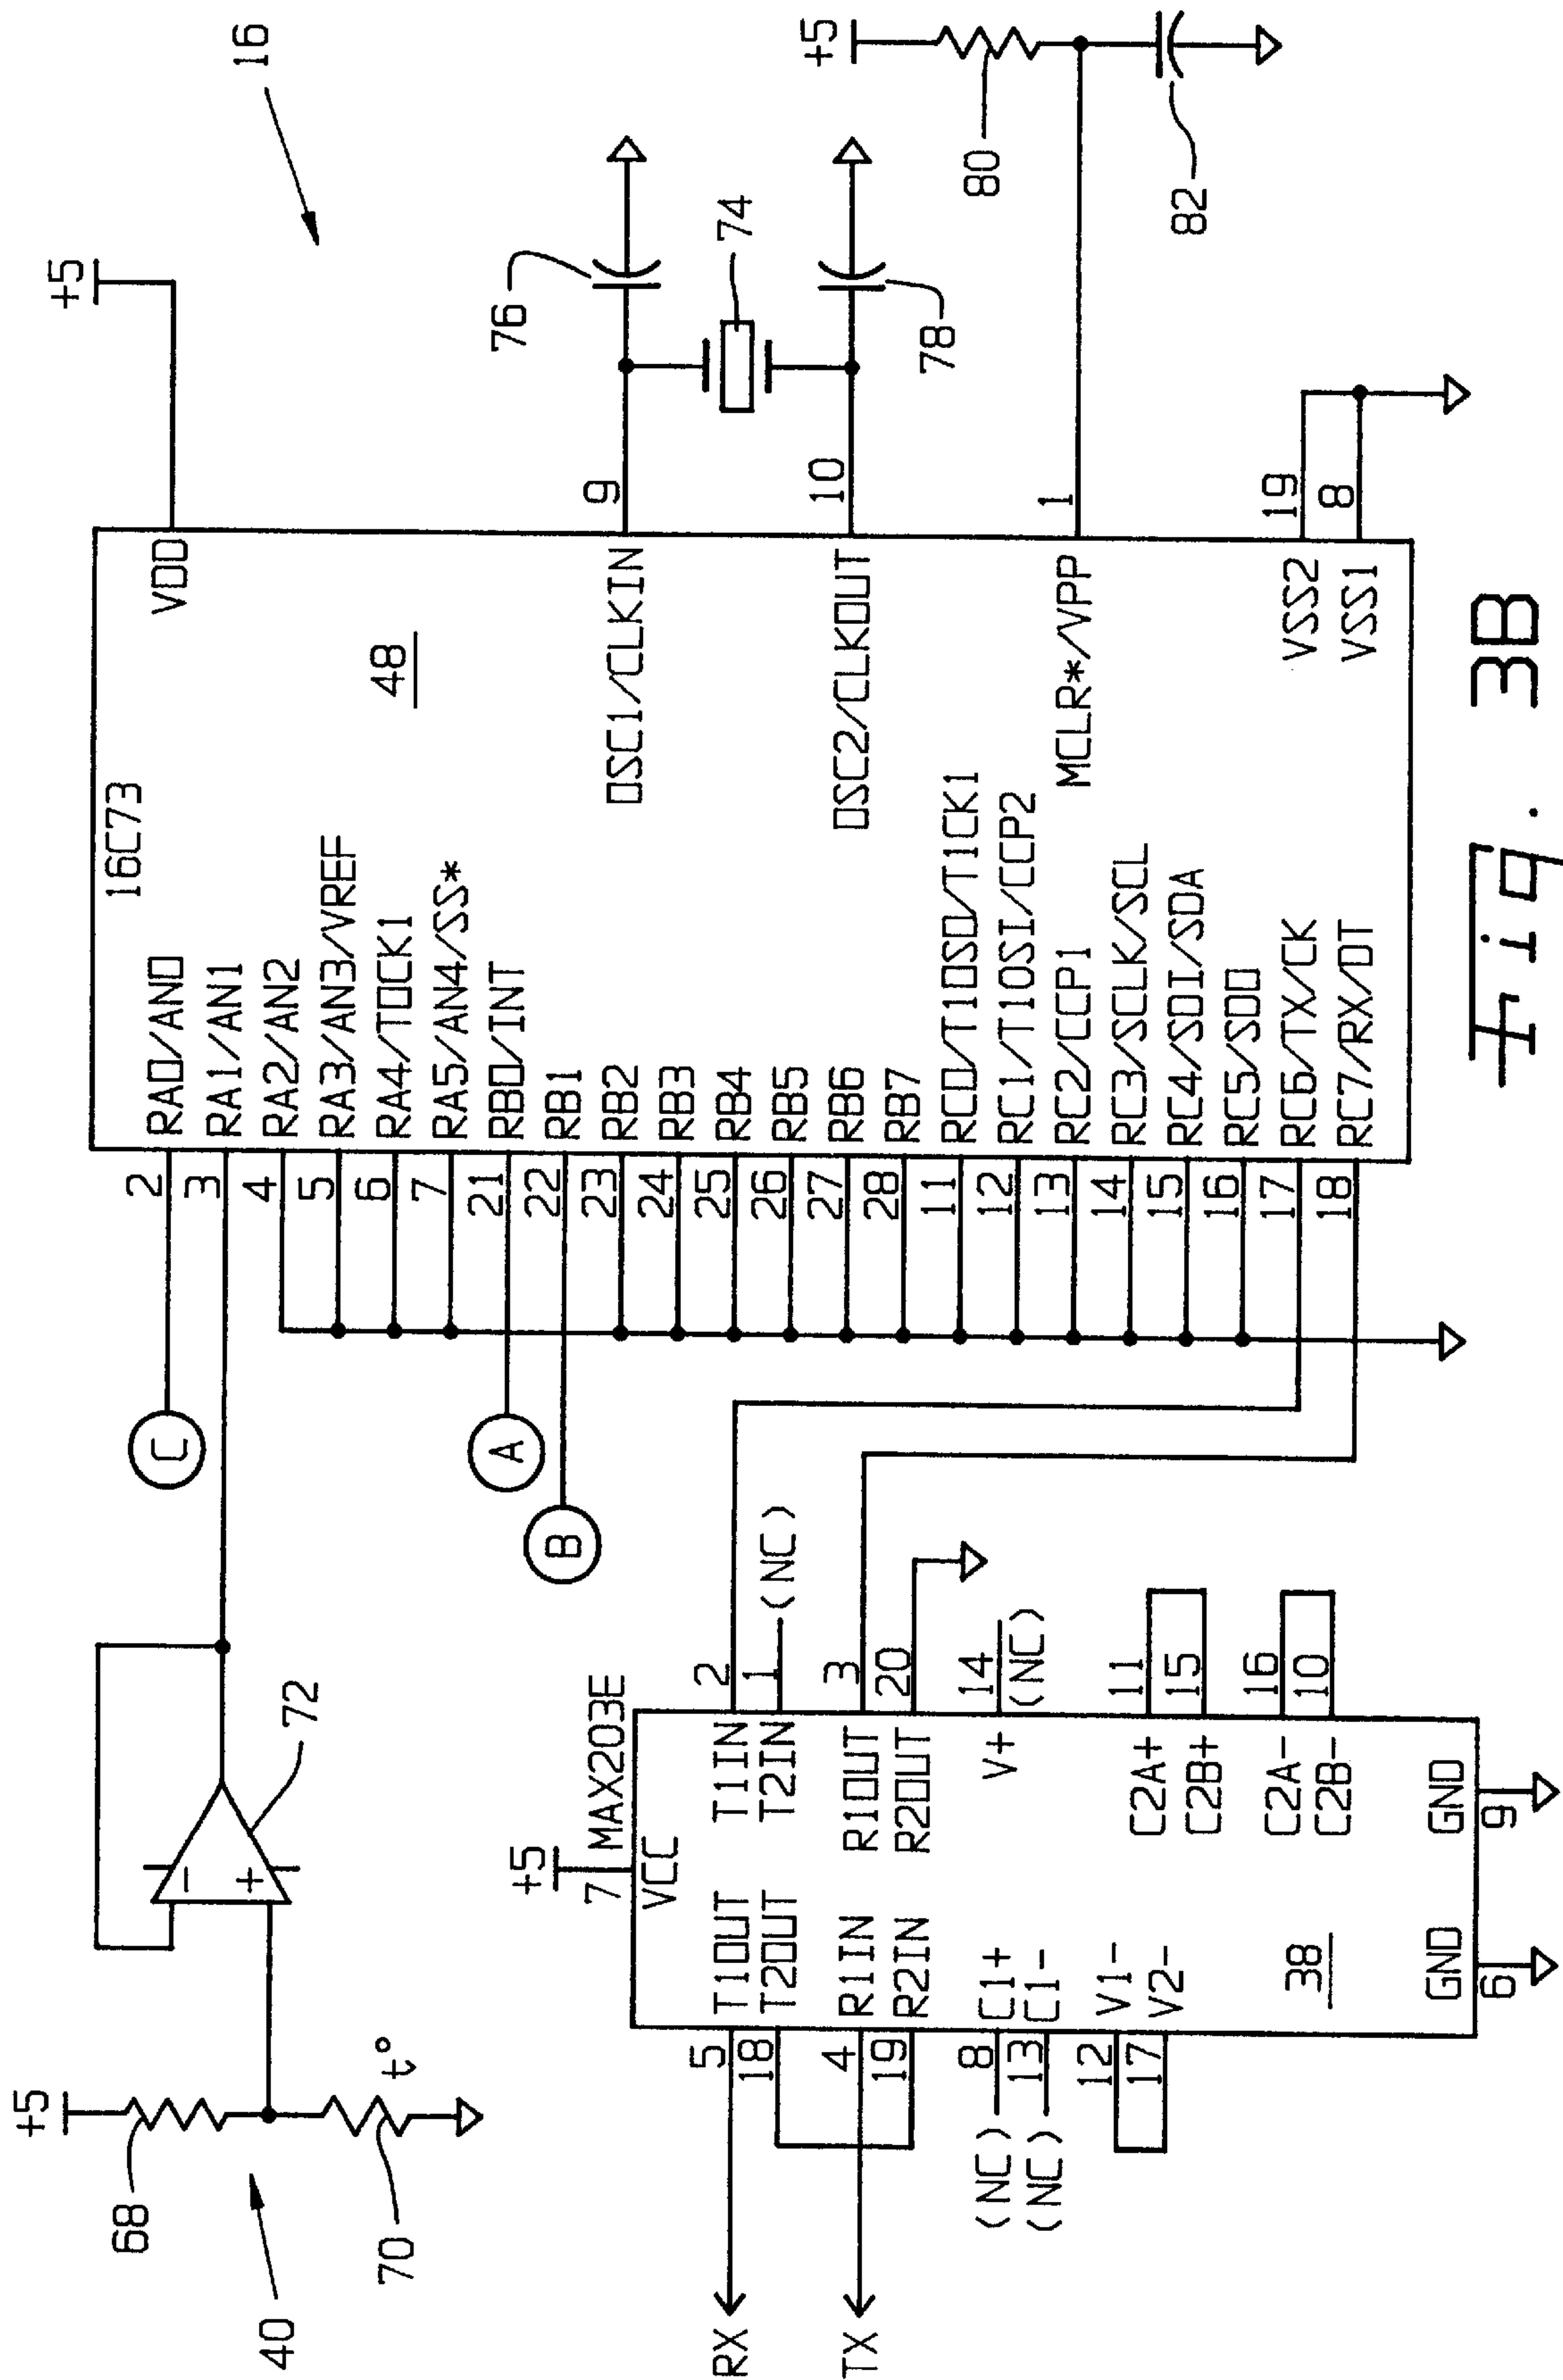 16
+5
+5
76
74
78
80
82
9
10
1
19
8
16C73
48
VDD
OSC1/CLKIN
OSC2/CLKOUT
MCLR*/VPP
VSS2
VSS1
2 RA0/AN0
3 RA1/AN1
4 RA2/AN2
5 RA3/AN3/VREF
6 RA4/TOCK1
7 RA5/AN4/SS*
21 RB0/INT
22 RB1
23 RB2
24 RB3
25 RB4
26 RB5
27 RB6
28 RB7
11 RC0/T1OSO/T1CK1
12 RC1/T1OSI/CCP2
13 RC2/CCP1
14 RC3/SCLK/SCL
15 RC4/SDI/SDA
16 RC5/SDO
17 RC6/TX/CK
18 RC7/RX/DT
C
A
B
72
-
+
+5
68
70
t°
40
+5
7
MAX203E
VCC
T1OUT
T2OUT
R1IN
R2IN
C1+
C1-
V1-
V2-
T1IN
T2IN
R1OUT
R2OUT
V+
C2A+
C2B+
C2A-
C2B-
GND
GND
38
2
1
(NC)
3
20
14
(NC)
11
15
16
10
5
18
4
19
(NC) 8
(NC) 13
12
17
6
9
RX
TX
Fig. 3B